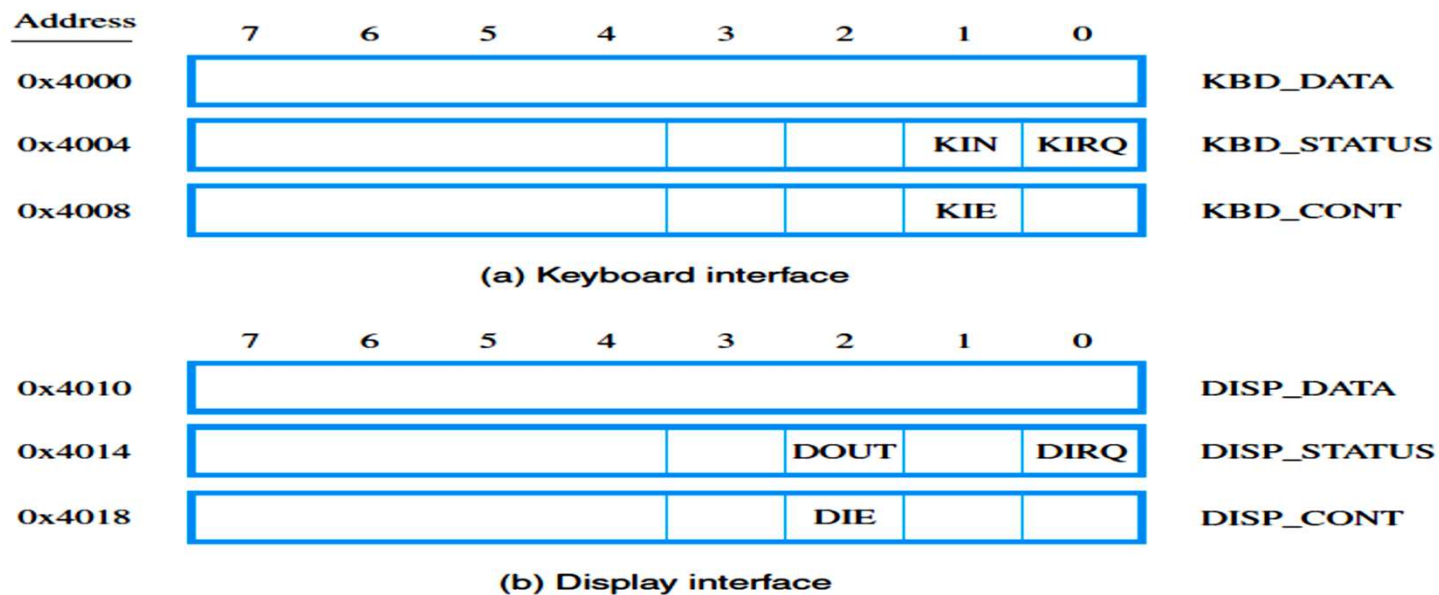 Address
7 6 5 4 3 2 1 0
0x4000 KBD_DATA
0x4004 KIN KIRQ KBD_STATUS
0x4008 KIE KBD_CONT
(a) Keyboard interface
7 6 5 4 3 2 1 0
0x4010 DISP_DATA
0x4014 DOUT DIRQ DISP_STATUS
0x4018 DIE DISP_CONT
(b) Display interface